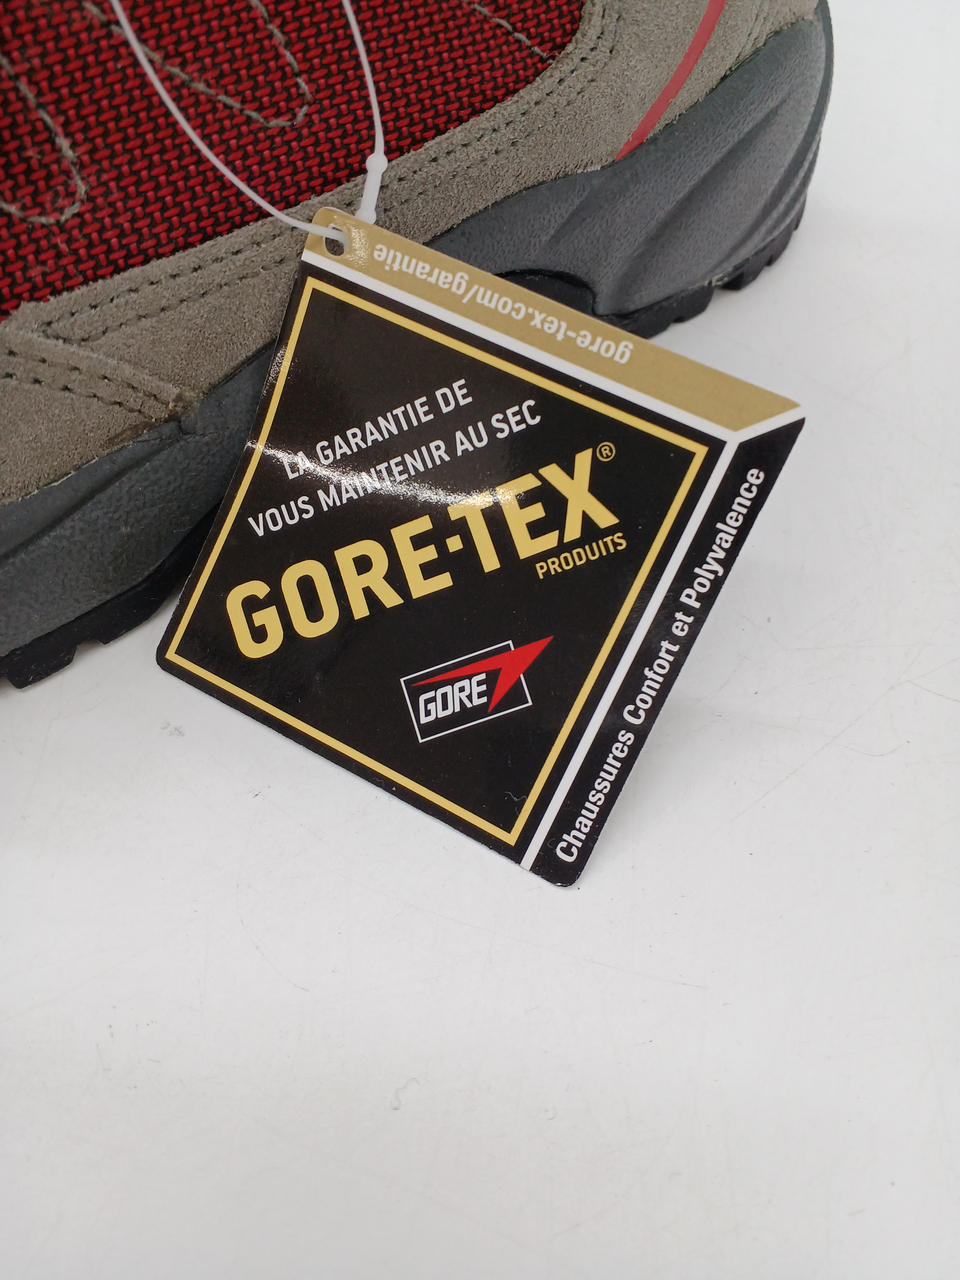 gore-tex.com/garantie
LA GARANTIE DE
VOUS MAINTENIR AU SEC
GORE-TEX®
PRODUITS
GORE
Chaussures Confort et Polyvalence